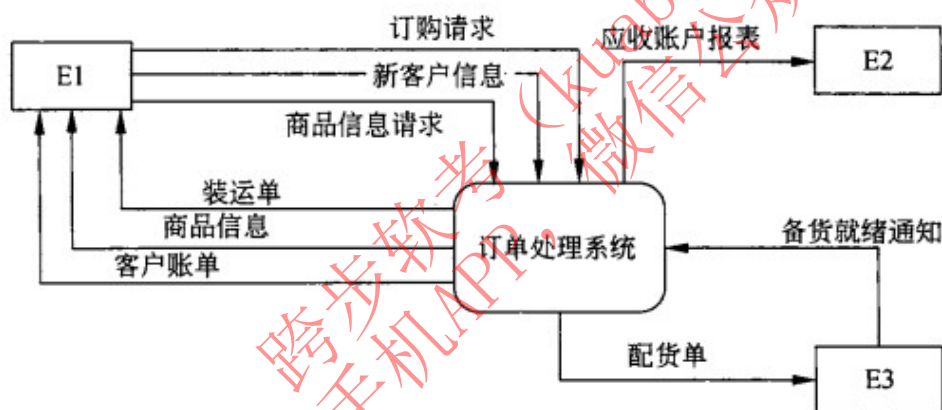 订购请求
应收账户报表
E1
E2
新客户信息
商品信息请求
装运单
商品信息
客户账单
订单处理系统
备货就绪通知
配货单
E3
跨步软考（kuab
手机APP，微信公众